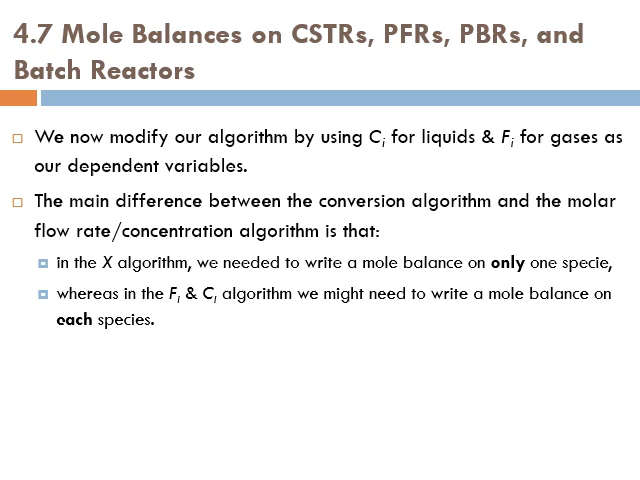 4.7 Mole Balances on CSTRs, PFRs, PBRs, and
Batch Reactors
We now modify our algorithm by using Ci for liquids & Fi for gases as
our dependent variables.
The main difference between the conversion algorithm and the molar
flow rate/concentration algorithm is that:
in the X algorithm, we needed to write a mole balance on only one specie,
whereas in the Fi & Ci algorithm we might need to write a mole balance on
each species.